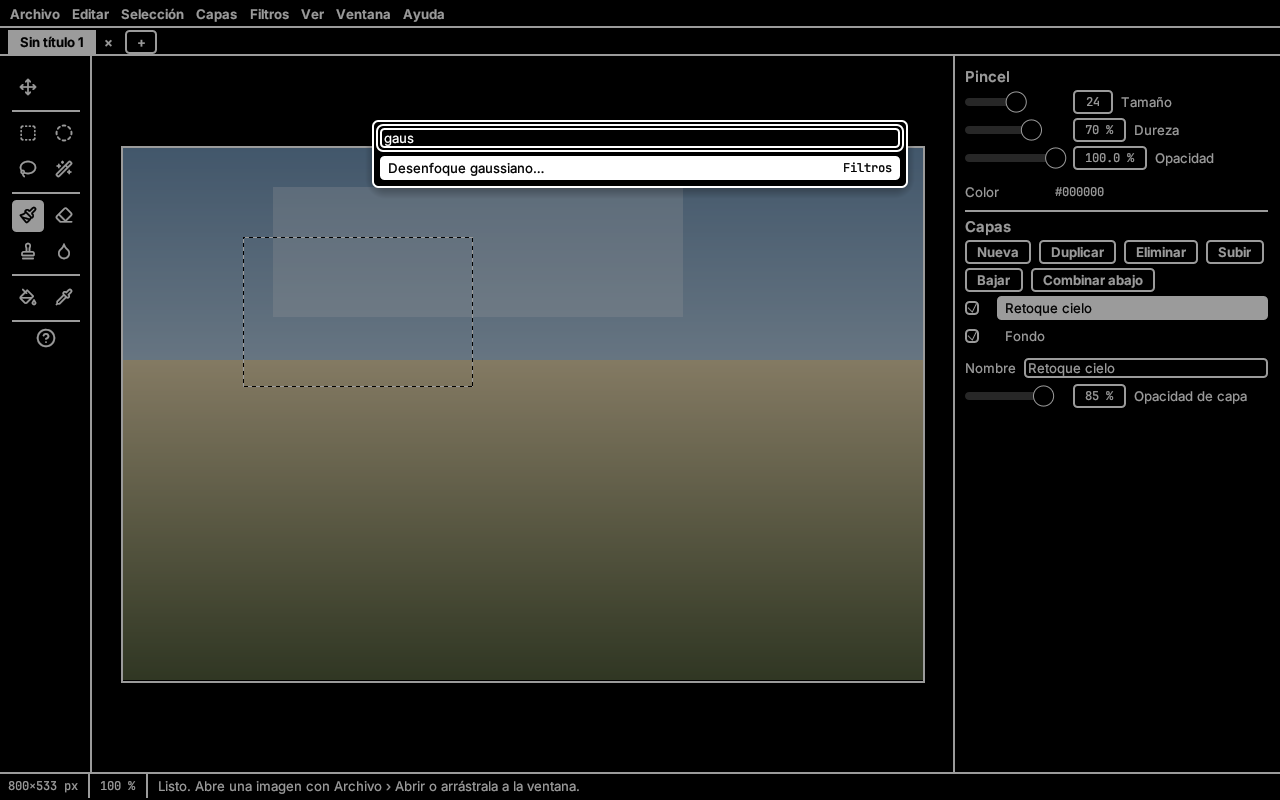 Archivo Editar Selección Capas Filtros Ver Ventana Ayuda
Sin título 1 × +
gaus
Desenfoque gaussiano... Filtros
Pincel
24 Tamaño
70 % Dureza
100.0 % Opacidad
Color #000000
Capas
Nueva Duplicar Eliminar Subir
Bajar Combinar abajo
Retoque cielo
Fondo
Nombre Retoque cielo
85 % Opacidad de capa
800×533 px 100 % Listo. Abre una imagen con Archivo › Abrir o arrástrala a la ventana.